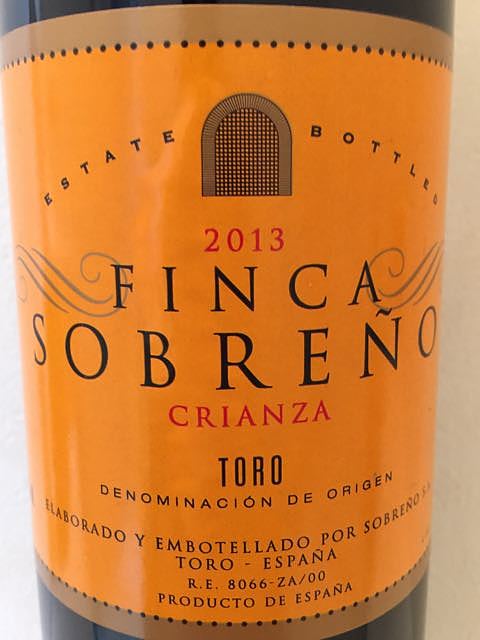 ESTATE BOTTLED
2013
FINCA
SOBREÑO
CRIANZA
TORO
DENOMINACIÓN DE ORIGEN
ELABORADO Y EMBOTELLADO POR SOBREÑO S.A.
TORO - ESPAÑA
R.E. 8066-ZA/00
PRODUCTO DE ESPAÑA